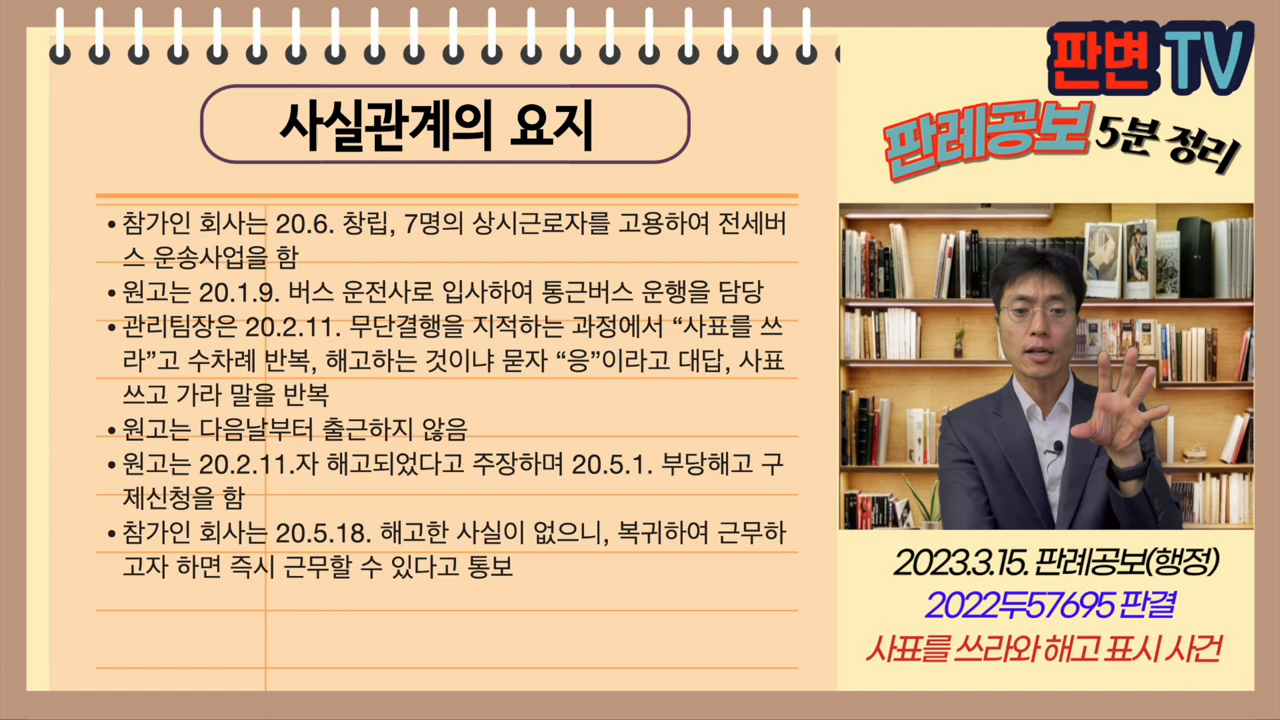 사실관계의 요지
• 참가인 회사는 20.6. 창립, 7명의 상시근로자를 고용하여 전세버
스 운송사업을 함
• 원고는 20.1.9. 버스 운전사로 입사하여 통근버스 운행을 담당
• 관리팀장은 20.2.11. 무단결행을 지적하는 과정에서 “사표를 쓰
라”고 수차례 반복, 해고하는 것이냐 묻자 “응”이라고 대답, 사표
쓰고 가라 말을 반복
• 원고는 다음날부터 출근하지 않음
• 원고는 20.2.11.자 해고되었다고 주장하며 20.5.1. 부당해고 구
제신청을 함
• 참가인 회사는 20.5.18. 해고한 사실이 없으니, 복귀하여 근무하
고자 하면 즉시 근무할 수 있다고 통보
판변 TV
판례공보 5분 정리
2023.3.15. 판례공보(행정)
2022두57695 판결
사표를 쓰라와 해고 표시 사건